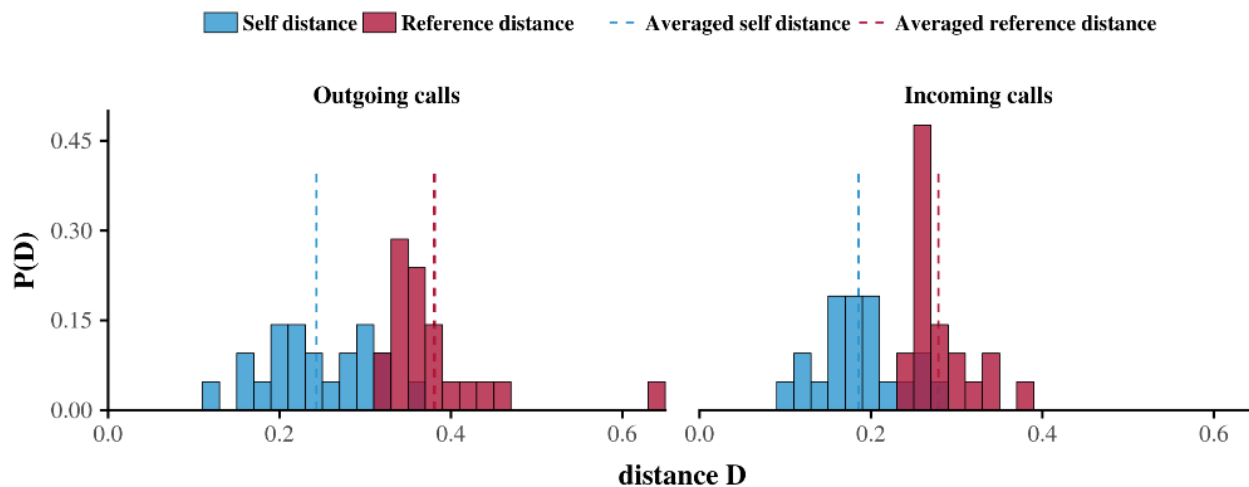 Self distance Reference distance Averaged self distance Averaged reference distance
Outgoing calls Incoming calls
P(D)
0.45
0.30
0.15
0.00
0.0 0.2 0.4 0.6 0.0 0.2 0.4 0.6
distance D